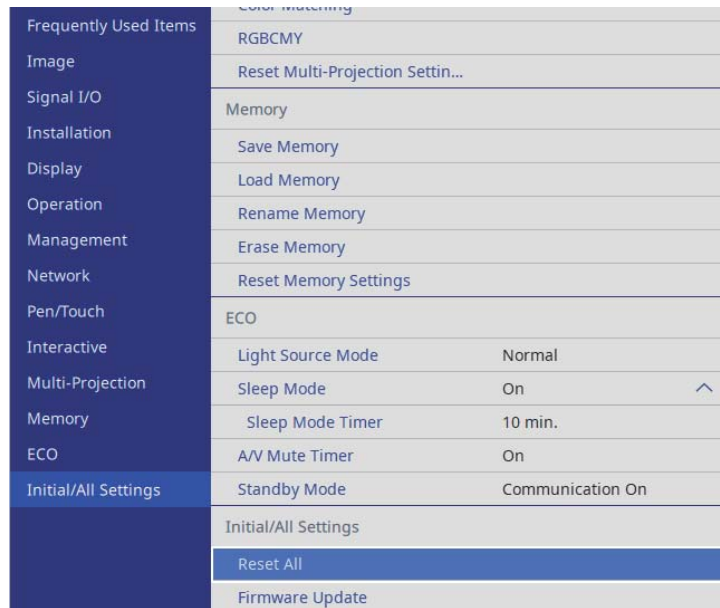 Frequently Used Items
Image
Signal I/O
Installation
Display
Operation
Management
Network
Pen/Touch
Interactive
Multi-Projection
Memory
ECO
Initial/All Settings
Color Matching
RGBCMY
Reset Multi-Projection Settin...
Memory
Save Memory
Load Memory
Rename Memory
Erase Memory
Reset Memory Settings
ECO
Light Source Mode Normal
Sleep Mode On
Sleep Mode Timer 10 min.
A/V Mute Timer On
Standby Mode Communication On
Initial/All Settings
Reset All
Firmware Update